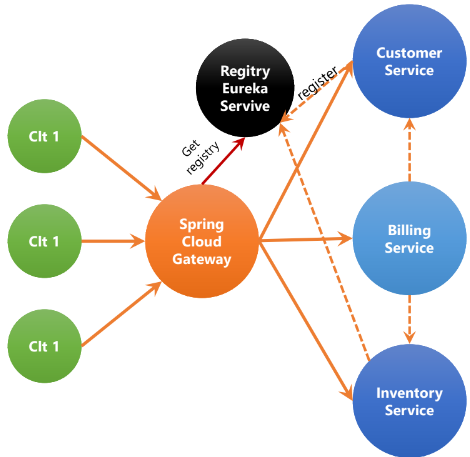 Customer
Service
Regitry
Eureka
Servive
register
Clt 1
Get
registry
Clt 1
Spring
Cloud
Gateway
Billing
Service
Clt 1
Inventory
Service